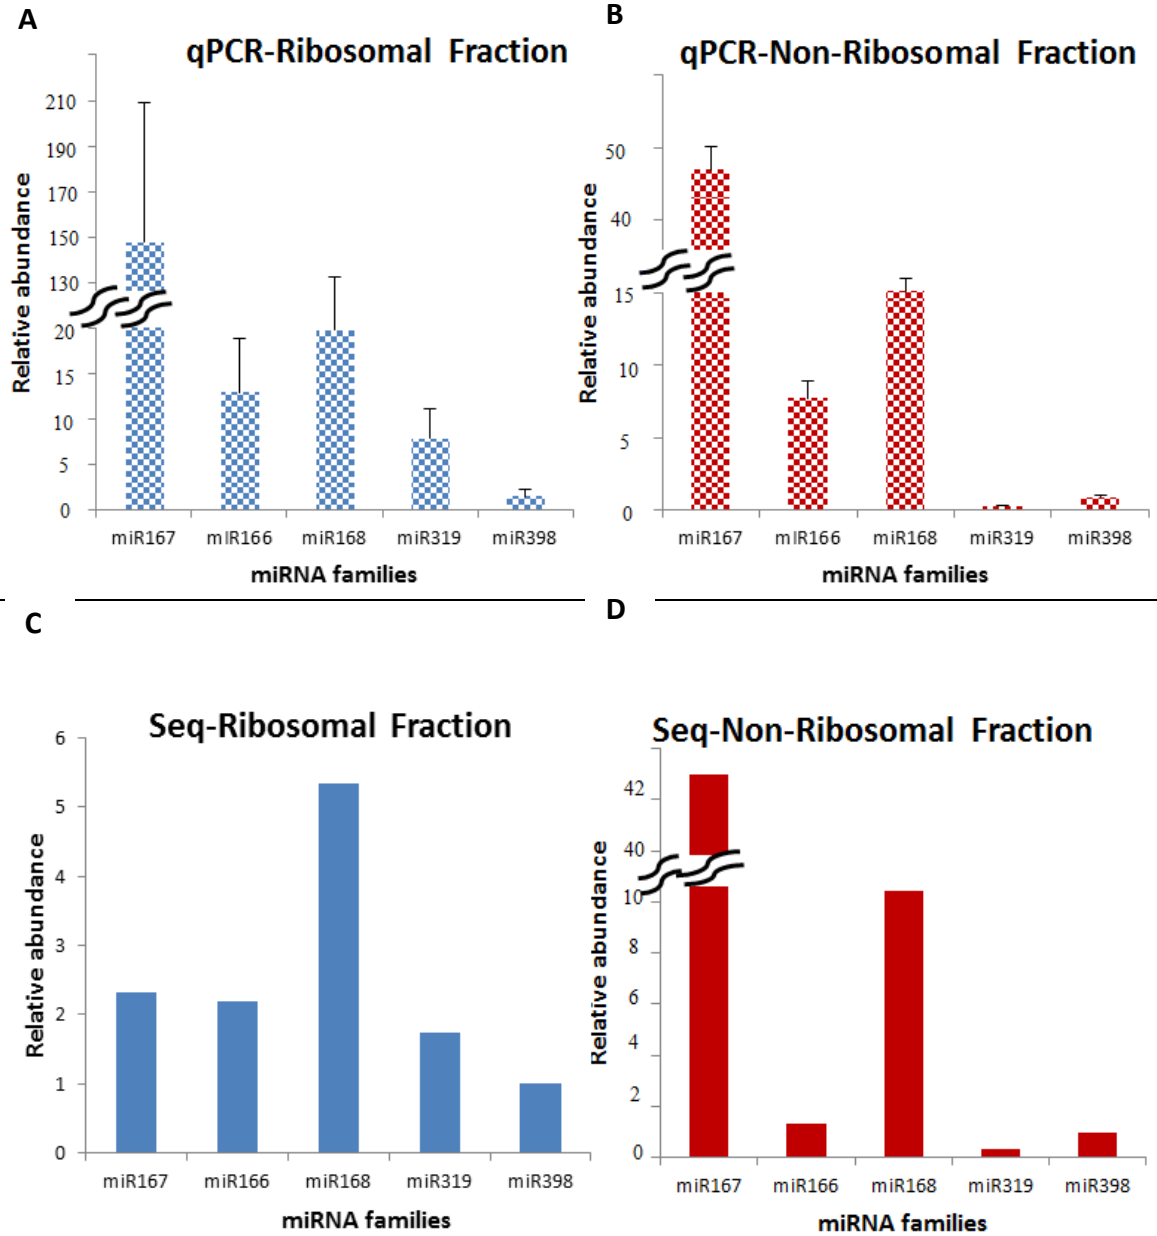 A
qPCR-Ribosomal Fraction
Relative abundance
210
190
170
150
130
20
15
10
5
0
miR167 mIR166 miR168 miR319 miR398
miRNA families
B
qPCR-Non-Ribosomal Fraction
Relative abundance
50
40
15
10
5
0
miR167 mIR166 miR168 miR319 miR398
miRNA families
C
Seq-Ribosomal Fraction
Relative abundance
6
5
4
3
2
1
0
miR167 miR166 miR168 miR319 miR398
miRNA families
D
Seq-Non-Ribosomal Fraction
Relative abundance
42
40
10
8
6
4
2
0
miR167 miR166 miR168 miR319 miR398
miRNA families